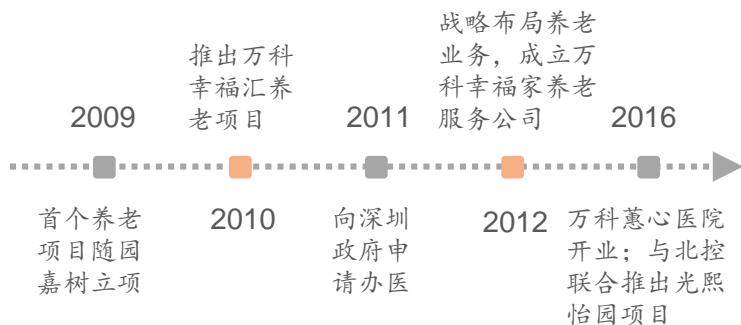 2009
首个养老
项目随园
嘉树立项
推出万科
幸福汇养
老项目
2010
2011
向深圳
政府申
请办医
战略布局养老
业务，成立万
科幸福家养老
服务公司
2012
2016
万科蕙心医院
开业；与北控
联合推出光熙
怡园项目